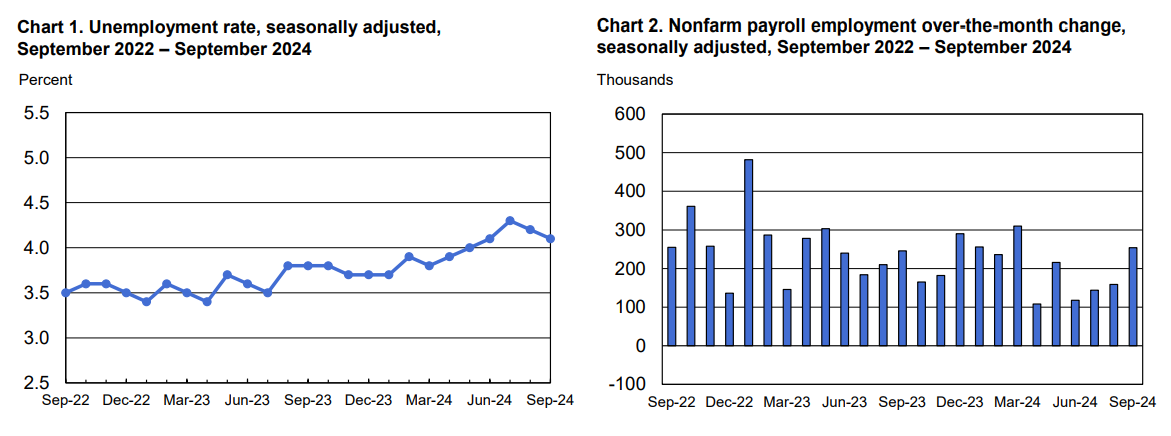 Chart 1. Unemployment rate, seasonally adjusted,
September 2022 – September 2024
Percent
5.5
5.0
4.5
4.0
3.5
3.0
2.5
Sep-22 Dec-22 Mar-23 Jun-23 Sep-23 Dec-23 Mar-24 Jun-24 Sep-24
Chart 2. Nonfarm payroll employment over-the-month change,
seasonally adjusted, September 2022 – September 2024
Thousands
600
500
400
300
200
100
0
-100
Sep-22 Dec-22 Mar-23 Jun-23 Sep-23 Dec-23 Mar-24 Jun-24 Sep-24